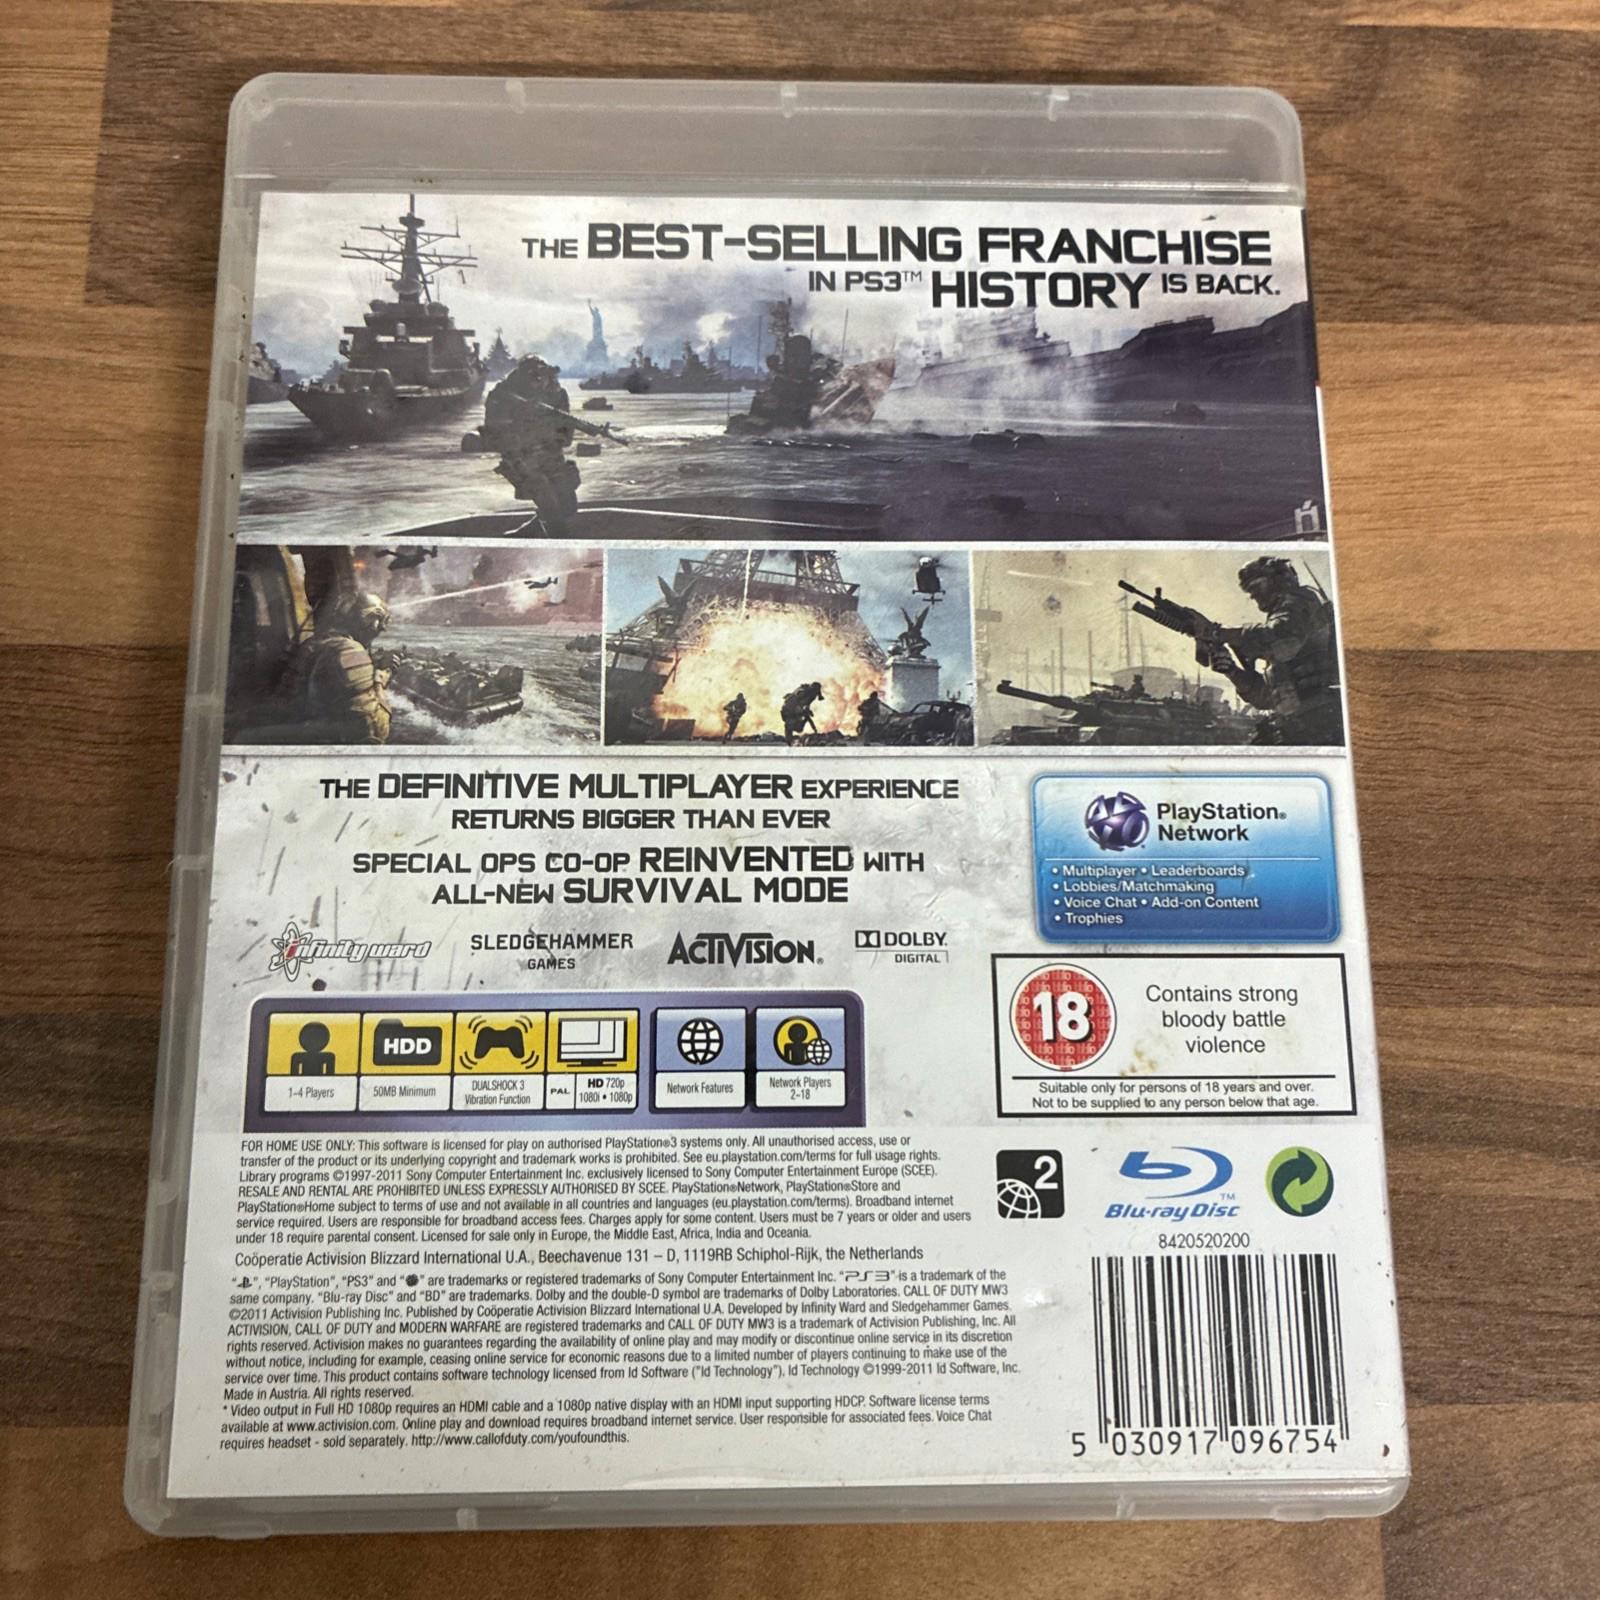 THE BEST-SELLING FRANCHISE
IN PS3™ HISTORY IS BACK.
THE DEFINITIVE MULTIPLAYER EXPERIENCE
RETURNS BIGGER THAN EVER
SPECIAL OPS CO-OP REINVENTED WITH
ALL-NEW SURVIVAL MODE
PlayStation®
Network
• Multiplayer • Leaderboards
• Lobbies/Matchmaking
• Voice Chat • Add-on Content
• Trophies
infinity ward
SLEDGEHAMMER
GAMES
ACTIVISION®
DOLBY
DIGITAL
18
Contains strong
bloody battle
violence
Suitable only for persons of 18 years and over.
Not to be supplied to any person below that age.
HDD
1-4 Players
50MB Minimum
DUALSHOCK 3
Vibration Function
PAL
HD 720p
1080i • 1080p
Network Features
Network Players
2-18
FOR HOME USE ONLY: This software is licensed for play on authorised PlayStation®3 systems only. All unauthorised access, use or
transfer of the product or its underlying copyright and trademark works is prohibited. See eu.playstation.com/terms for full usage rights.
Library programs ©1997-2011 Sony Computer Entertainment Inc. exclusively licensed to Sony Computer Entertainment Europe (SCEE).
RESALE AND RENTAL ARE PROHIBITED UNLESS EXPRESSLY AUTHORISED BY SCEE. PlayStation®Network, PlayStation®Store and
PlayStation®Home subject to terms of use and not available in all countries and languages (eu.playstation.com/terms). Broadband internet
service required. Users are responsible for broadband access fees. Charges apply for some content. Users must be 7 years or older and users
under 18 require parental consent. Licensed for sale only in Europe, the Middle East, Africa, India and Oceania.
Coöperatie Activision Blizzard International U.A., Beechavenue 131 – D, 1119RB Schiphol-Rijk, the Netherlands
“ ”, “PlayStation”, “PS3” and “ ” are trademarks or registered trademarks of Sony Computer Entertainment Inc. “PS3” is a trademark of the
same company. “Blu-ray Disc” and “BD” are trademarks. Dolby and the double-D symbol are trademarks of Dolby Laboratories. CALL OF DUTY MW3
©2011 Activision Publishing Inc. Published by Coöperatie Activision Blizzard International U.A. Developed by Infinity Ward and Sledgehammer Games.
ACTIVISION, CALL OF DUTY and MODERN WARFARE are registered trademarks and CALL OF DUTY MW3 is a trademark of Activision Publishing, Inc. All
rights reserved. Activision makes no guarantees regarding the availability of online play and may modify or discontinue online service in its discretion
without notice, including for example, ceasing online service for economic reasons due to a limited number of players continuing to make use of the
service over time. This product contains software technology licensed from Id Software ("Id Technology"). Id Technology ©1999-2011 Id Software, Inc.
Made in Austria. All rights reserved.
* Video output in Full HD 1080p requires an HDMI cable and a 1080p native display with an HDMI input supporting HDCP. Software license terms
available at www.activision.com. Online play and download requires broadband internet service. User responsible for associated fees. Voice Chat
requires headset - sold separately. http://www.callofduty.com/youfoundthis.
2
Blu-ray Disc™
8420520200
5 030917 096754